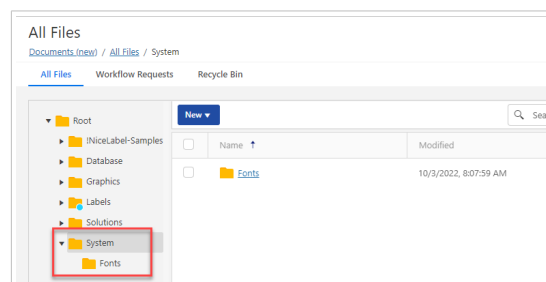 All Files
Documents (new) / All Files / System
All Files Workflow Requests Recycle Bin
Root
!NiceLabel-Samples
Database
Graphics
Labels
Solutions
System
Fonts
New
Sea
Name Modified
Fonts 10/3/2022, 8:07:59 AM